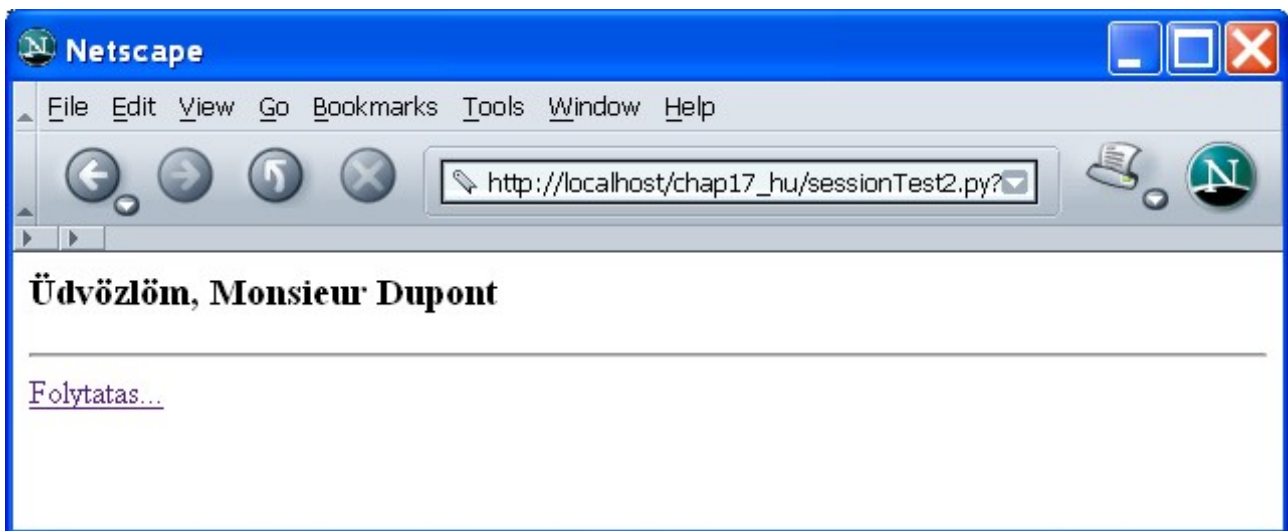 Netscape
File Edit View Go Bookmarks Tools Window Help
http://localhost/chap17_hu/sessionTest2.py?
N
Üdvözlöm, Monsieur Dupont
Folytatas...